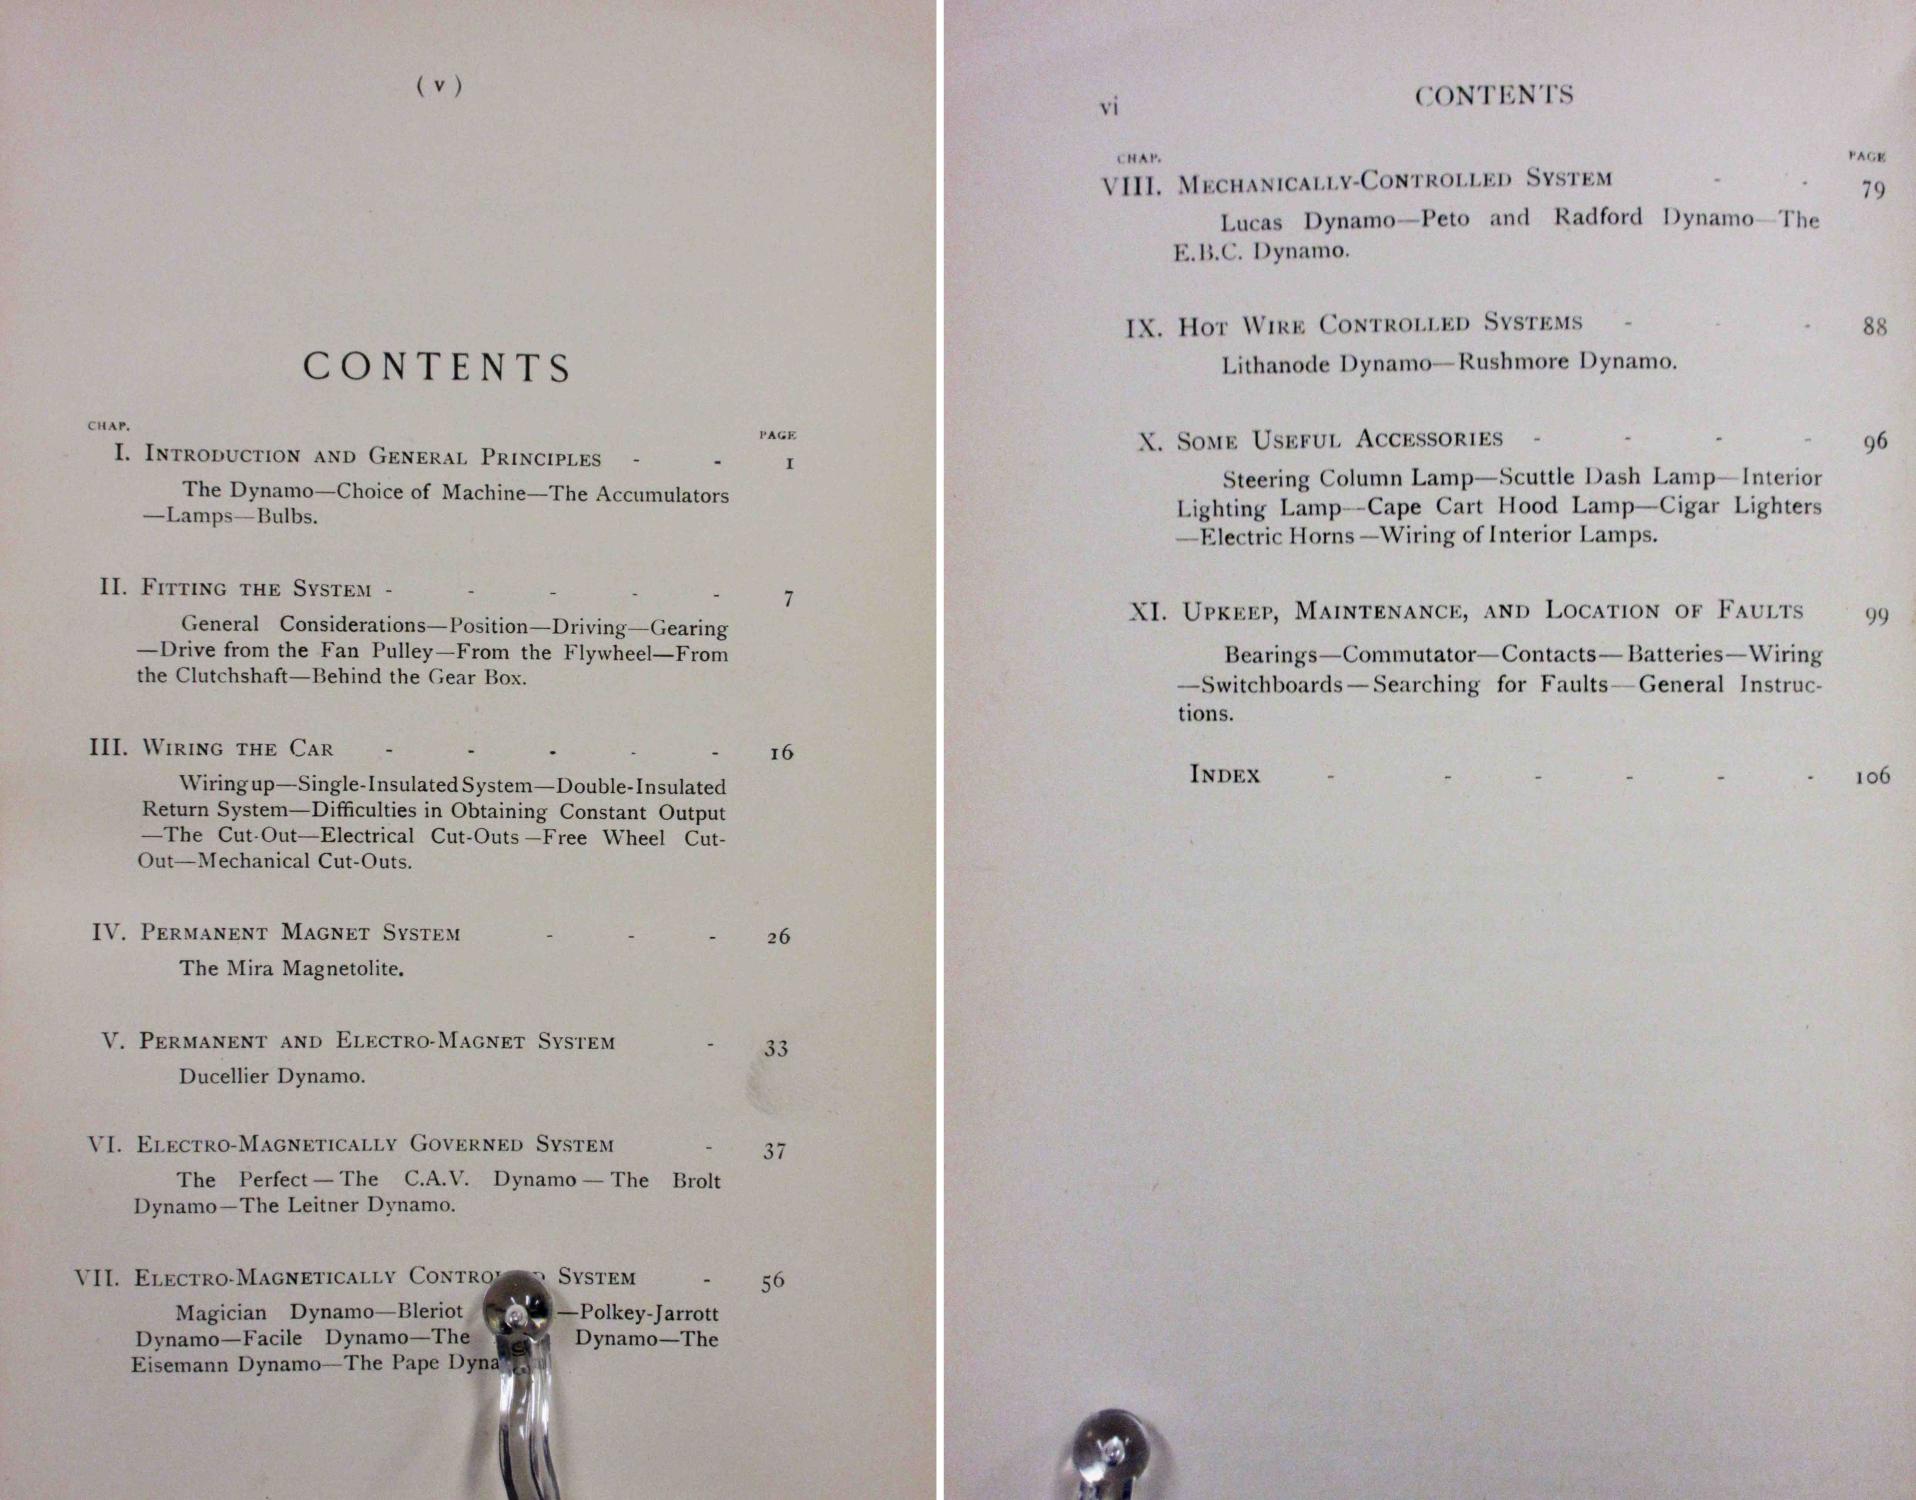 ( v )
CONTENTS
CHAP.
PAGE
I. INTRODUCTION AND GENERAL PRINCIPLES - - 1
The Dynamo—Choice of Machine—The Accumulators
—Lamps—Bulbs.
II. FITTING THE SYSTEM - - - - - 7
General Considerations—Position—Driving—Gearing
—Drive from the Fan Pulley—From the Flywheel—From
the Clutchshaft—Behind the Gear Box.
III. WIRING THE CAR - - - - - 16
Wiring up—Single-Insulated System—Double-Insulated
Return System—Difficulties in Obtaining Constant Output
—The Cut-Out—Electrical Cut-Outs—Free Wheel Cut-
Out—Mechanical Cut-Outs.
IV. PERMANENT MAGNET SYSTEM - - - 26
The Mira Magnetolite.
V. PERMANENT AND ELECTRO-MAGNET SYSTEM - 33
Ducellier Dynamo.
VI. ELECTRO-MAGNETICALLY GOVERNED SYSTEM - 37
The Perfect—The C.A.V. Dynamo—The Brolt
Dynamo—The Leitner Dynamo.
VII. ELECTRO-MAGNETICALLY SYSTEM - 56
Magician Dynamo—Bleriot —Polkey-Jarrott
Dynamo—Facile Dynamo—The Dynamo—The
Eisemann Dynamo—The Pape
vi CONTENTS
CHAP. PAGE
VIII. MECHANICALLY-CONTROLLED SYSTEM - - 79
Lucas Dynamo—Peto and Radford Dynamo—The
E.B.C. Dynamo.
IX. HOT WIRE CONTROLLED SYSTEMS - - - 88
Lithanode Dynamo—Rushmore Dynamo.
X. SOME USEFUL ACCESSORIES - - - - 96
Steering Column Lamp—Scuttle Dash Lamp—Interior
Lighting Lamp—Cape Cart Hood Lamp—Cigar Lighters
—Electric Horns—Wiring of Interior Lamps.
XI. UPKEEP, MAINTENANCE, AND LOCATION OF FAULTS 99
Bearings—Commutator—Contacts—Batteries—Wiring
—Switchboards—Searching for Faults—General Instruc-
tions.
INDEX - - - - - - 106